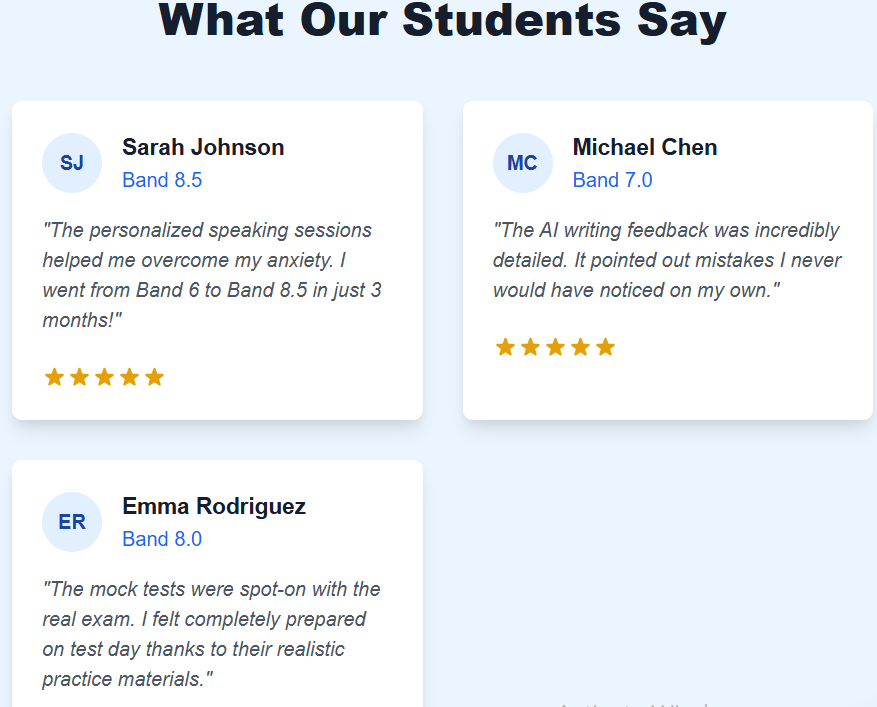 What Our Students Say
SJ
Sarah Johnson
Band 8.5
"The personalized speaking sessions
helped me overcome my anxiety. I
went from Band 6 to Band 8.5 in just 3
months!"
MC
Michael Chen
Band 7.0
"The AI writing feedback was incredibly
detailed. It pointed out mistakes I never
would have noticed on my own."
ER
Emma Rodriguez
Band 8.0
"The mock tests were spot-on with the
real exam. I felt completely prepared
on test day thanks to their realistic
practice materials."